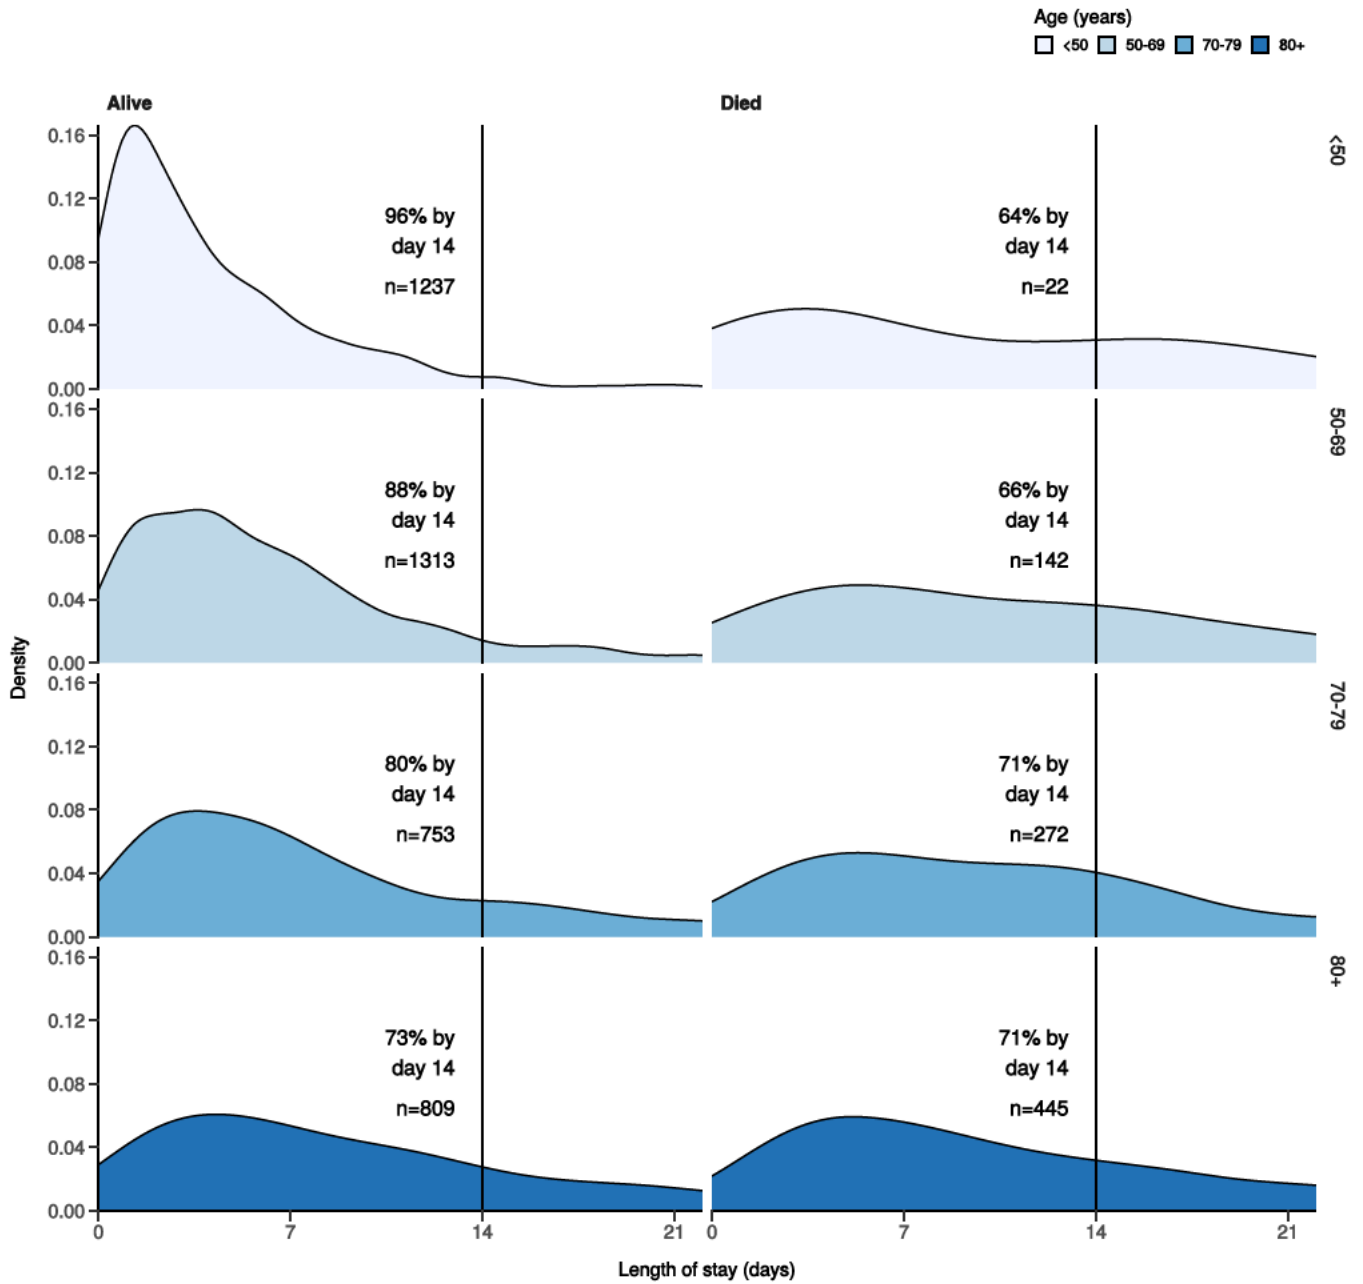 Age (years)
<50 50-69 70-79 80+
Alive
Died
<50
0.16
0.12
0.08
0.04
0.00
96% by
day 14
n=1237
64% by
day 14
n=22
50-69
0.16
0.12
0.08
0.04
0.00
88% by
day 14
n=1313
66% by
day 14
n=142
70-79
0.16
0.12
0.08
0.04
0.00
80% by
day 14
n=753
71% by
day 14
n=272
80+
0.16
0.12
0.08
0.04
0.00
73% by
day 14
n=809
71% by
day 14
n=445
Density
0 7 14 21 0 7 14 21
Length of stay (days)